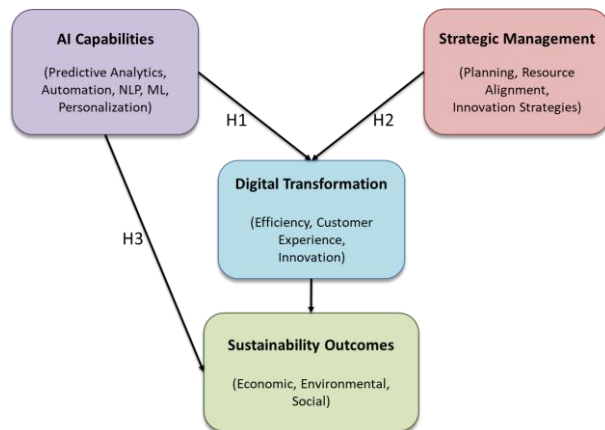 AI Capabilities
(Predictive Analytics,
Automation, NLP, ML,
Personalization)
Strategic Management
(Planning, Resource
Alignment,
Innovation Strategies)
H1
H2
Digital Transformation
(Efficiency, Customer
Experience,
Innovation)
H3
Sustainability Outcomes
(Economic, Environmental,
Social)